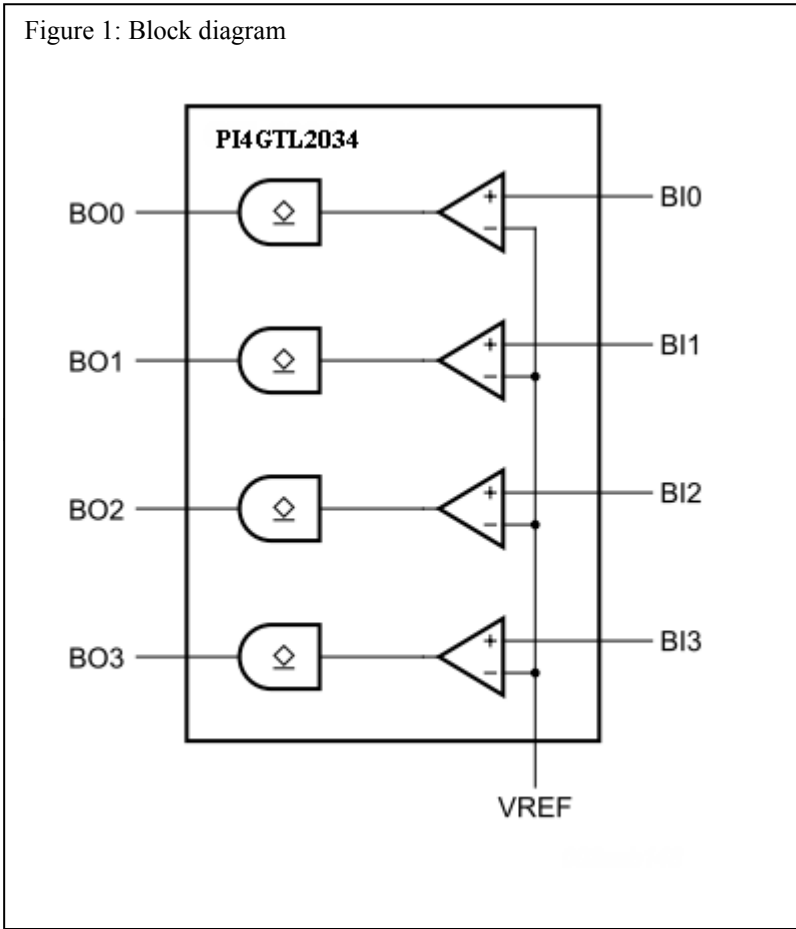 Figure 1: Block diagram
PI4GTL2034
BO0
+
−
BI0
BO1
+
−
BI1
BO2
+
−
BI2
BO3
+
−
BI3
VREF